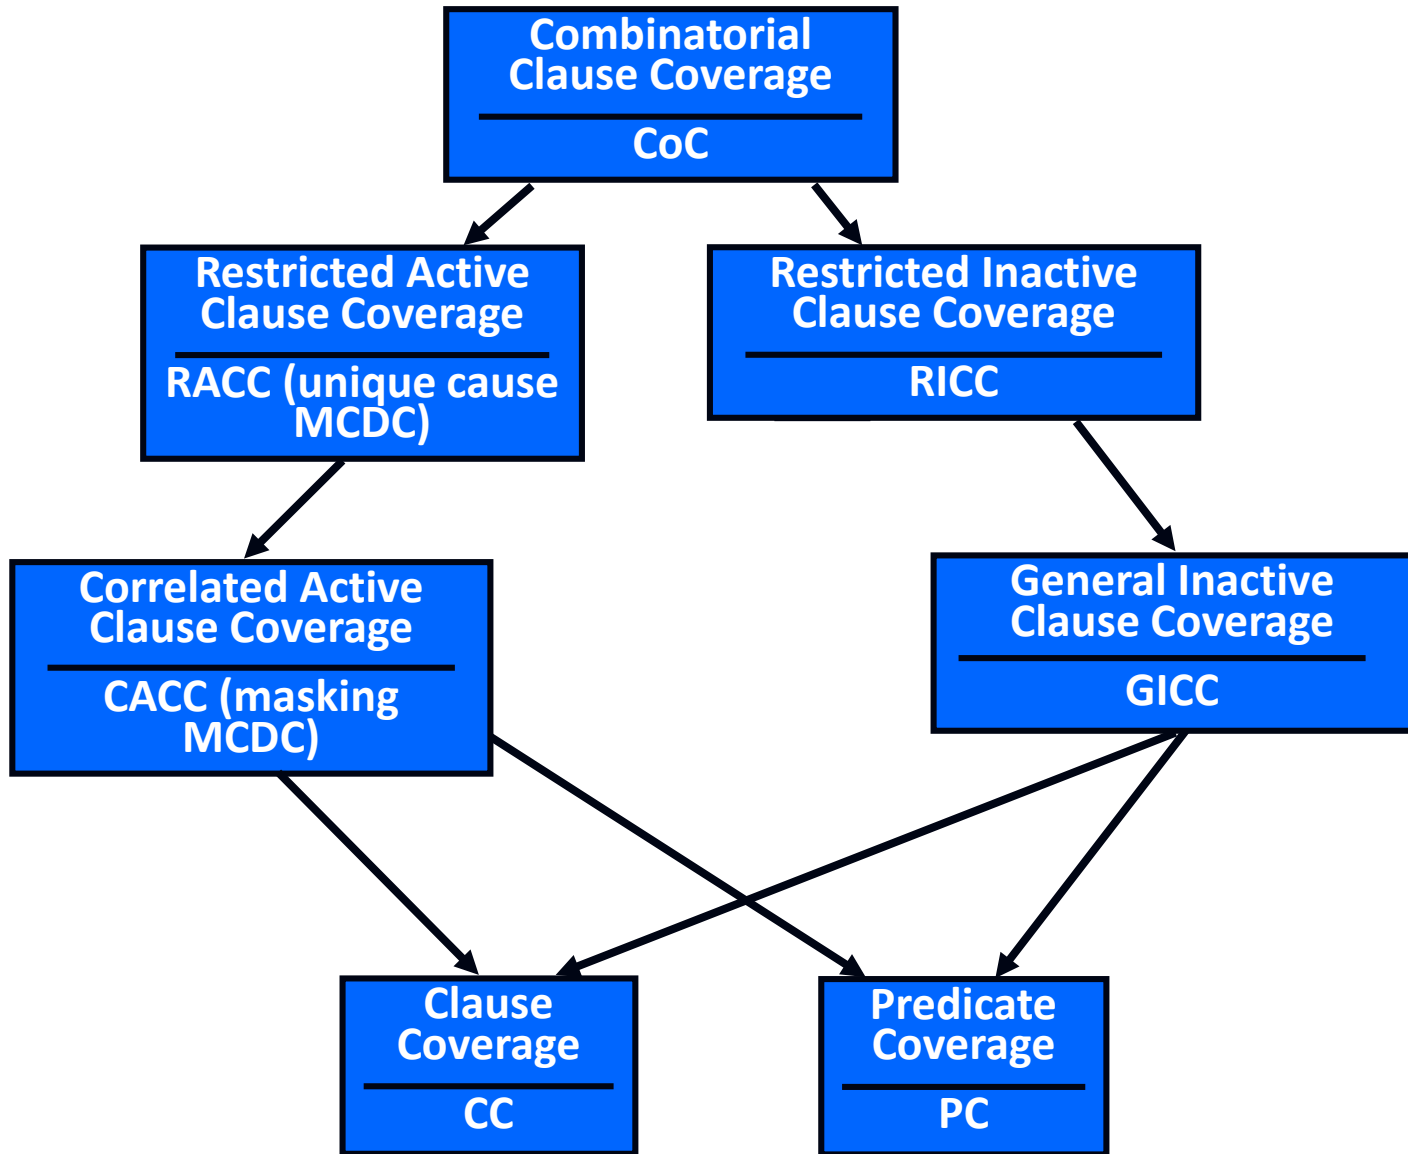 Combinatorial
Clause Coverage
CoC
Restricted Active
Clause Coverage
RACC (unique cause
MCDC)
Restricted Inactive
Clause Coverage
RICC
Correlated Active
Clause Coverage
CACC (masking
MCDC)
General Inactive
Clause Coverage
GICC
Clause
Coverage
CC
Predicate
Coverage
PC